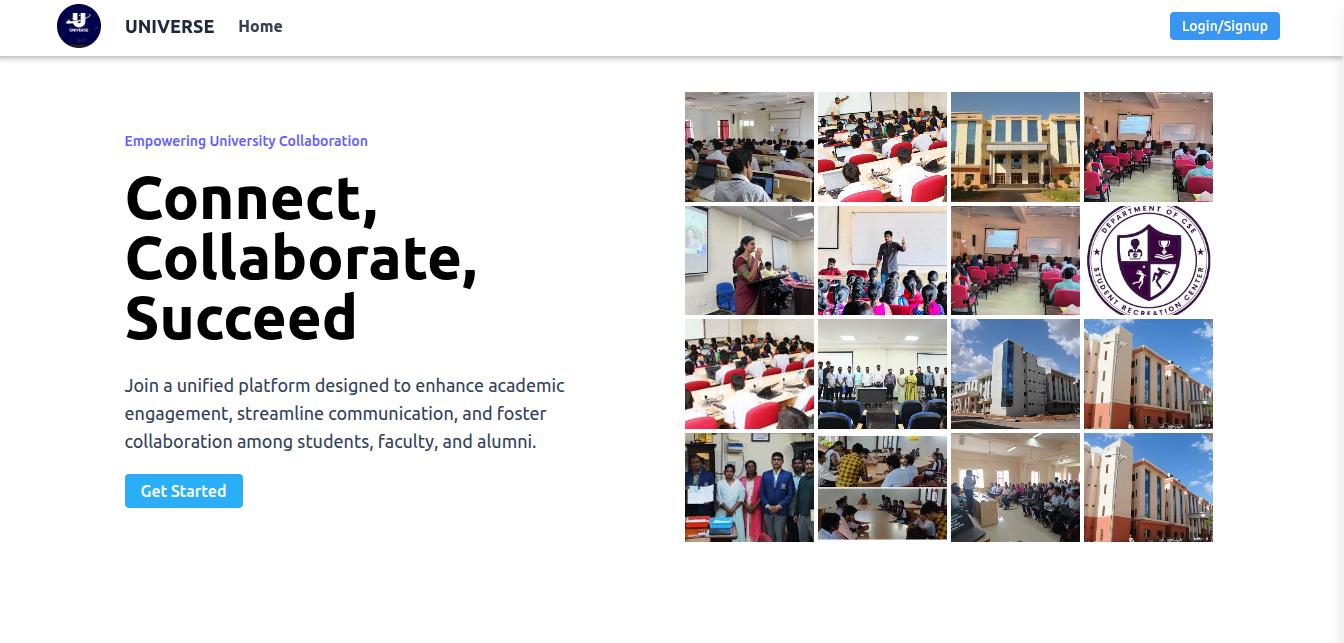 UNIVERSE
UNIVERSE Home Login/Signup
Empowering University Collaboration
Connect,
Collaborate,
Succeed
Join a unified platform designed to enhance academic
engagement, streamline communication, and foster
collaboration among students, faculty, and alumni.
Get Started
DEPARTMENT OF CSE
STUDENT RECREATION CENTER